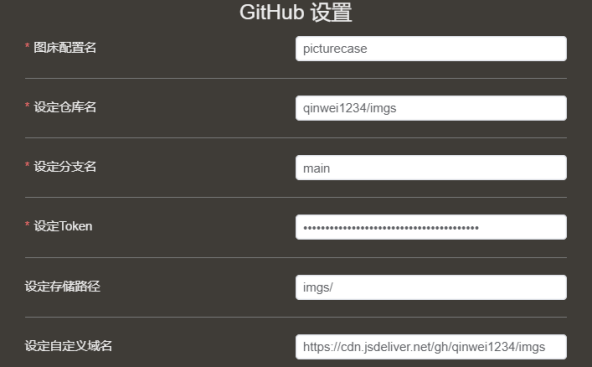 GitHub 设置
* 图床配置名 picturecase
* 设定仓库名 qinwei1234/imgs
* 设定分支名 main
* 设定Token ••••••••••••••••••••••••••••••••••••••••
设定存储路径 imgs/
设定自定义域名 https://cdn.jsdeliver.net/gh/qinwei1234/imgs